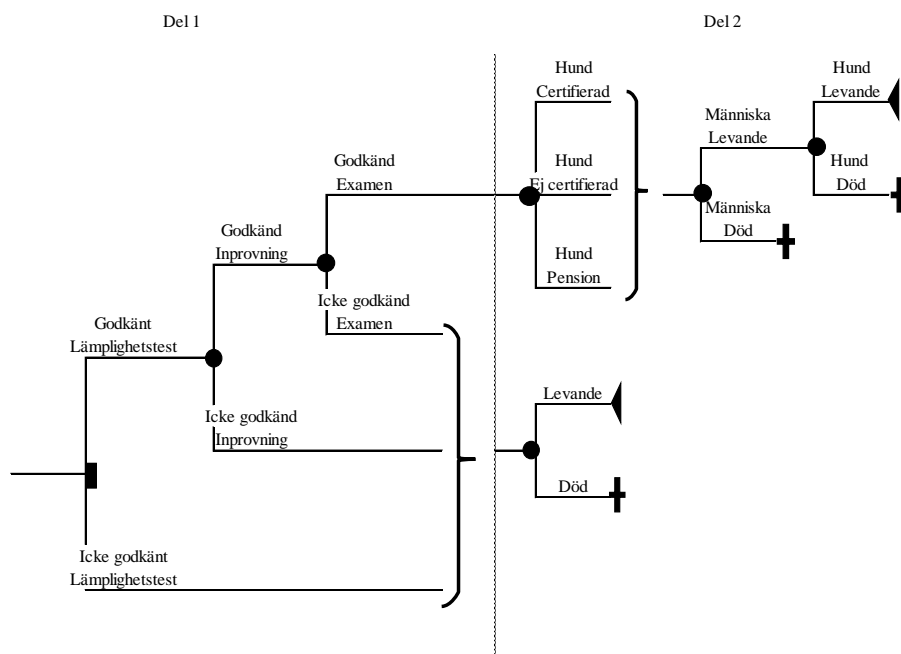 Del 1
Del 2
Hund
Certifierad
Hund
Levande
Människa
Levande
Godkänd
Examen
Hund
Ej certifierad
Hund
Död
Människa
Död
Godkänd
Inprovning
Hund
Pension
Icke godkänd
Examen
Godkänt
Lämplighetstest
Levande
Icke godkänd
Inprovning
Död
Icke godkänt
Lämplighetstest